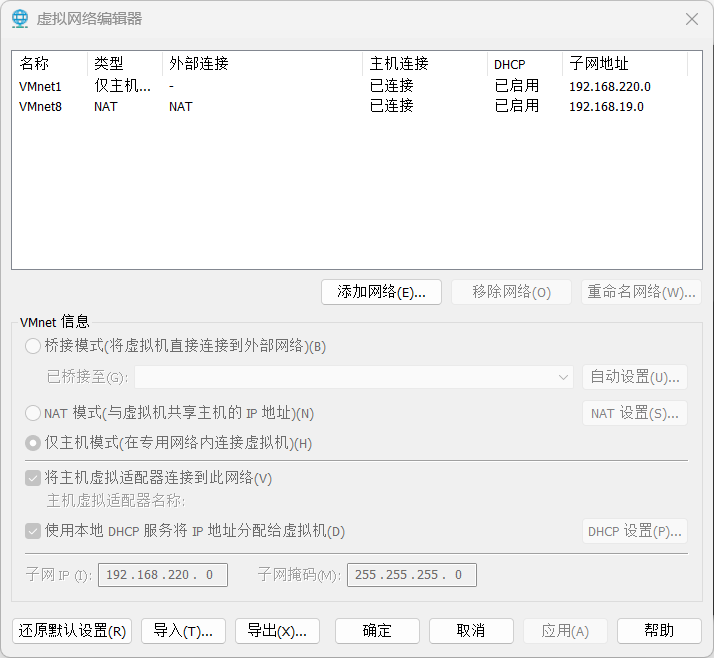 虚拟网络编辑器
名称 类型 外部连接 主机连接 DHCP 子网地址
VMnet1 仅主机... - 已连接 已启用 192.168.220.0
VMnet8 NAT NAT 已连接 已启用 192.168.19.0
添加网络(E)... 移除网络(O) 重命名网络(W)...
VMnet 信息
桥接模式(将虚拟机直接连接到外部网络)(B)
已桥接至(G): 自动设置(U)...
NAT 模式(与虚拟机共享主机的 IP 地址)(N) NAT 设置(S)...
仅主机模式(在专用网络内连接虚拟机)(H)
将主机虚拟适配器连接到此网络(V)
主机虚拟适配器名称:
使用本地 DHCP 服务将 IP 地址分配给虚拟机(D) DHCP 设置(P)...
子网 IP (I): 192 . 168 . 220 . 0 子网掩码(M): 255 . 255 . 255 . 0
还原默认设置(R) 导入(T)... 导出(X)... 确定 取消 应用(A) 帮助